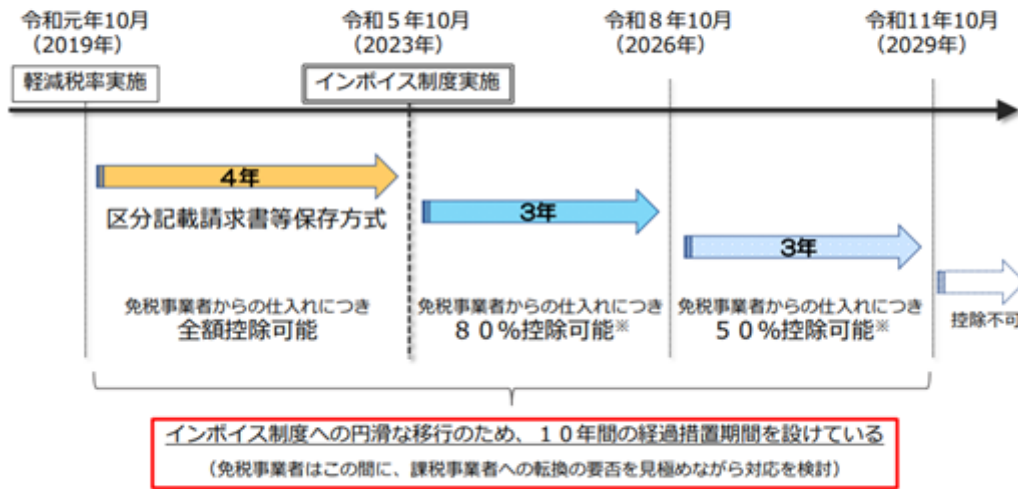 令和元年10月
(2019年)
令和5年10月
(2023年)
令和8年10月
(2026年)
令和11年10月
(2029年)
軽減税率実施
インボイス制度実施
4年
区分記載請求書等保存方式
3年
3年
免税事業者からの仕入れにつき
全額控除可能
免税事業者からの仕入れにつき
80%控除可能※
免税事業者からの仕入れにつき
50%控除可能※
控除不可
インボイス制度への円滑な移行のため、10年間の経過措置期間を設けている
(免税事業者はこの間に、課税事業者への転換の要否を見極めながら対応を検討)